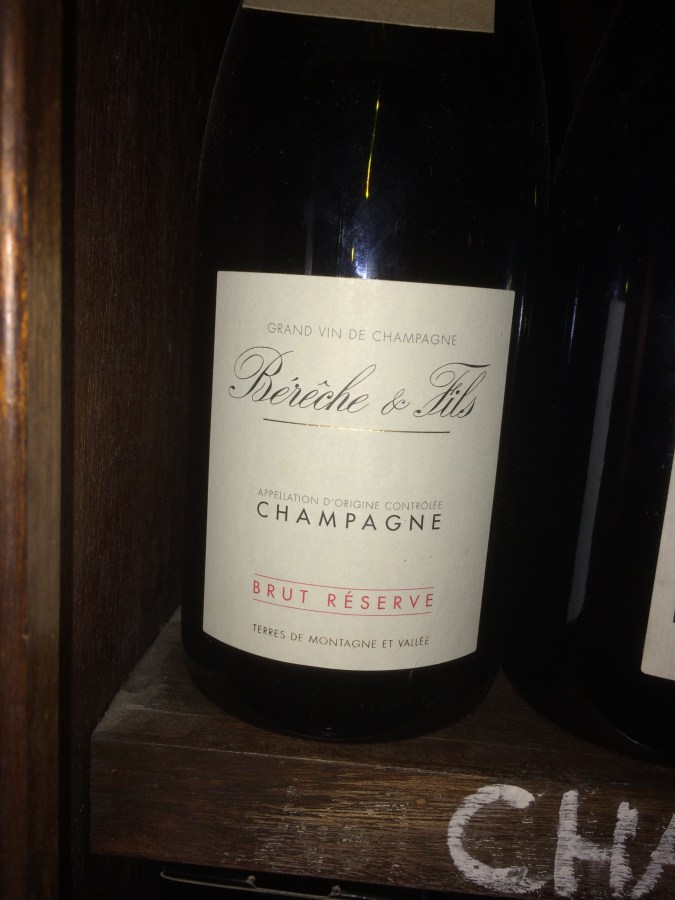 GRAND VIN DE CHAMPAGNE
Bérêche & Fils
APPELLATION D'ORIGINE CONTRÔLÉE
CHAMPAGNE
BRUT RÉSERVE
TERRES DE MONTAGNE ET VALLÉE
CHA